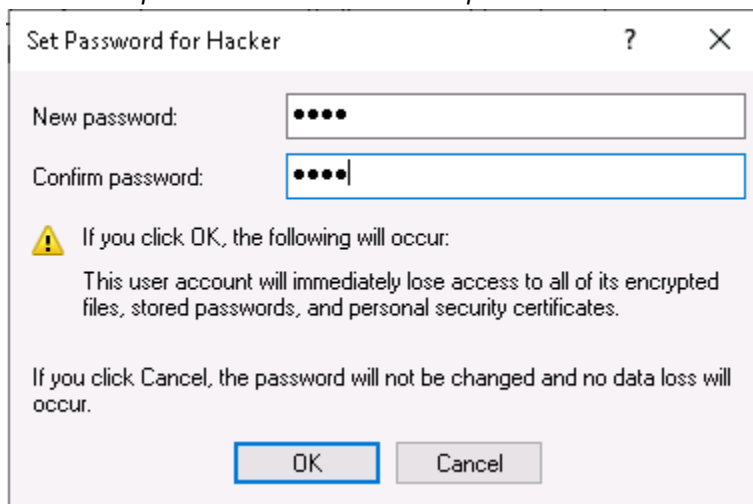 Set Password for Hacker ? ×
New password: ••••
Confirm password: ••••
If you click OK, the following will occur:
This user account will immediately lose access to all of its encrypted
files, stored passwords, and personal security certificates.
If you click Cancel, the password will not be changed and no data loss will
occur.
OK Cancel